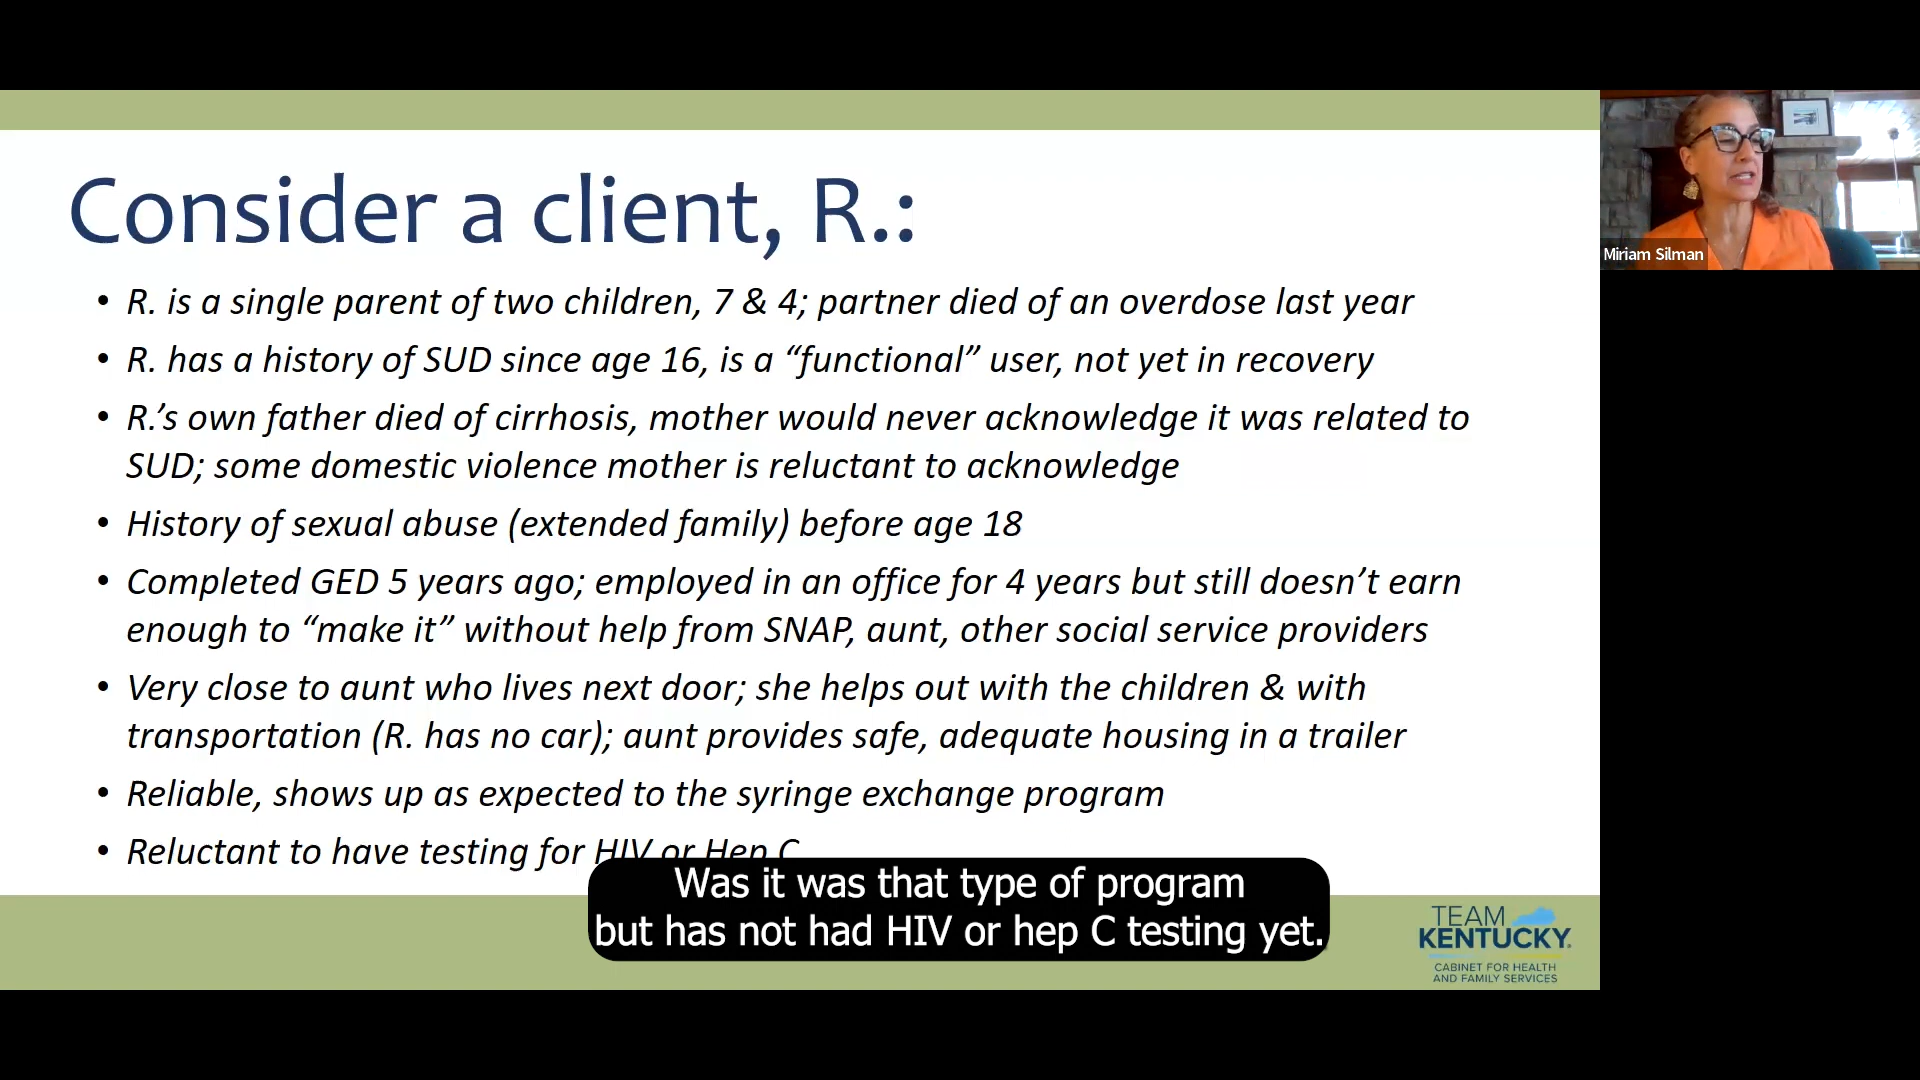 Consider a client, R.:
• R. is a single parent of two children, 7 & 4; partner died of an overdose last year
• R. has a history of SUD since age 16, is a “functional” user, not yet in recovery
• R.’s own father died of cirrhosis, mother would never acknowledge it was related to
SUD; some domestic violence mother is reluctant to acknowledge
• History of sexual abuse (extended family) before age 18
• Completed GED 5 years ago; employed in an office for 4 years but still doesn’t earn
enough to “make it” without help from SNAP, aunt, other social service providers
• Very close to aunt who lives next door; she helps out with the children & with
transportation (R. has no car); aunt provides safe, adequate housing in a trailer
• Reliable, shows up as expected to the syringe exchange program
• Reluctant to have testing for HIV or Hep C
Was it was that type of program
but has not had HIV or hep C testing yet.
TEAM
KENTUCKY
CABINET FOR HEALTH
AND FAMILY SERVICES
Miriam Silman